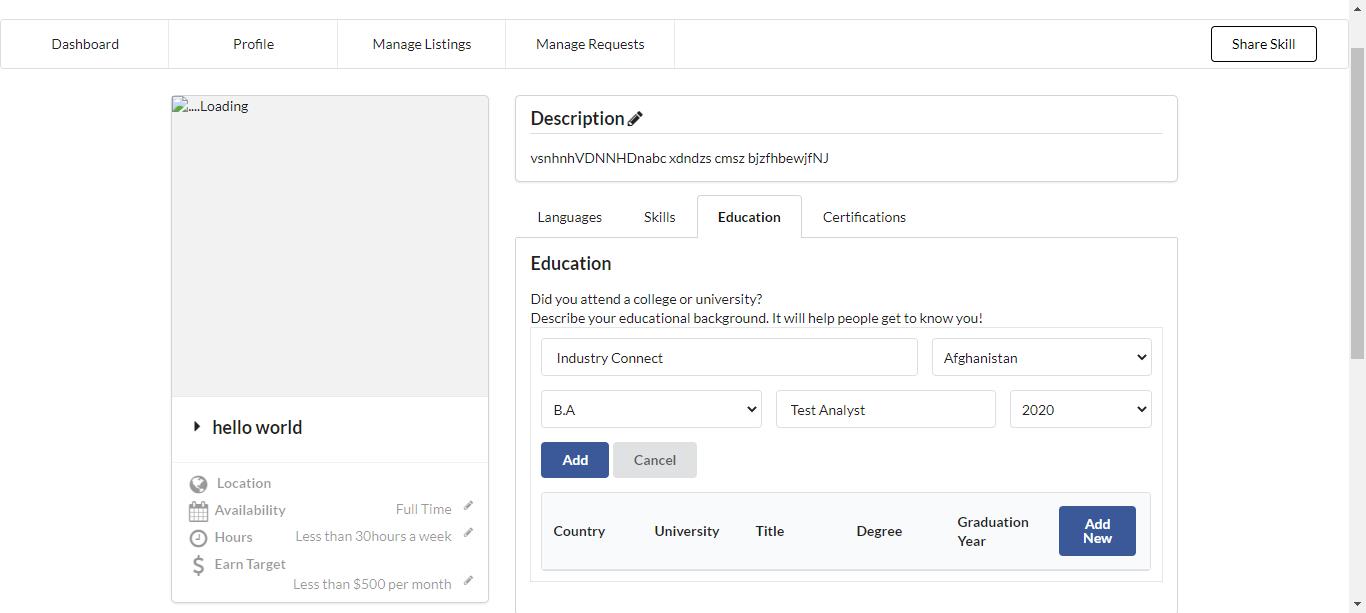 Dashboard
Profile
Manage Listings
Manage Requests
Share Skill
....Loading
hello world
Location
Availability
Full Time
Hours
Less than 30hours a week
Earn Target
Less than $500 per month
Description
vsnhnhVDNNHDnabc xdndzs cmsz bjzfhbewjfNJ
Languages
Skills
Education
Certifications
Education
Did you attend a college or university?
Describe your educational background. It will help people get to know you!
Industry Connect
Afghanistan
B.A
Test Analyst
2020
Add
Cancel
Country
University
Title
Degree
Graduation
Year
Add
New